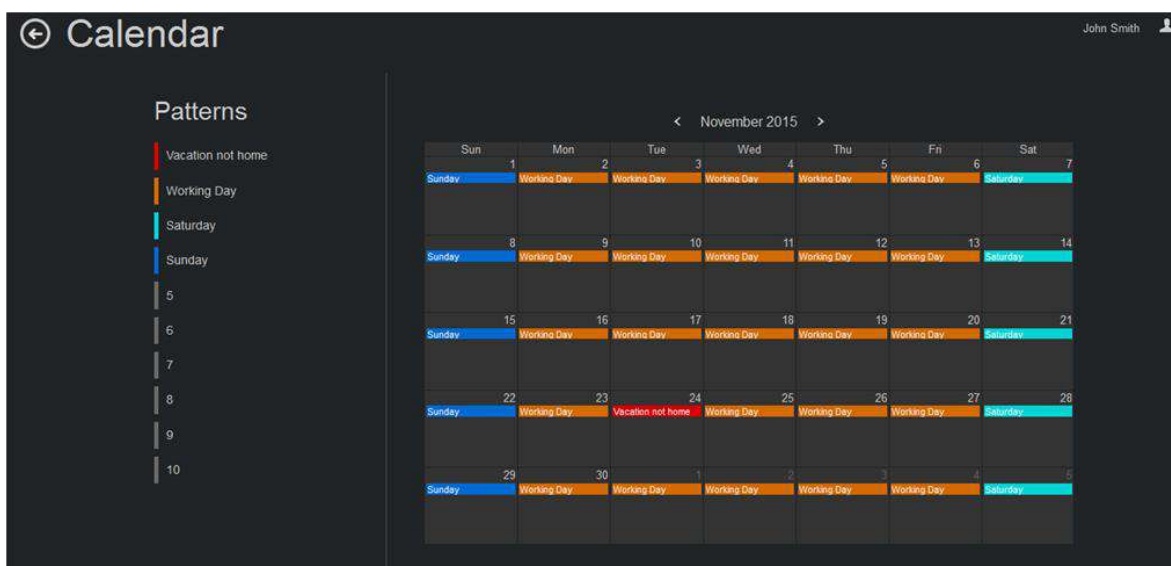 Calendar
John Smith
Patterns
Vacation not home
Working Day
Saturday
Sunday
5
6
7
8
9
10
November 2015
Sun Mon Tue Wed Thu Fri Sat
1 2 3 4 5 6 7
Sunday Working Day Working Day Working Day Working Day Working Day Saturday
8 9 10 11 12 13 14
Sunday Working Day Working Day Working Day Working Day Working Day Saturday
15 16 17 18 19 20 21
Sunday Working Day Working Day Working Day Working Day Working Day Saturday
22 23 24 25 26 27 28
Sunday Working Day Vacation not home Working Day Working Day Working Day Saturday
29 30 1 2 3 4 5
Sunday Working Day Working Day Working Day Working Day Working Day Saturday